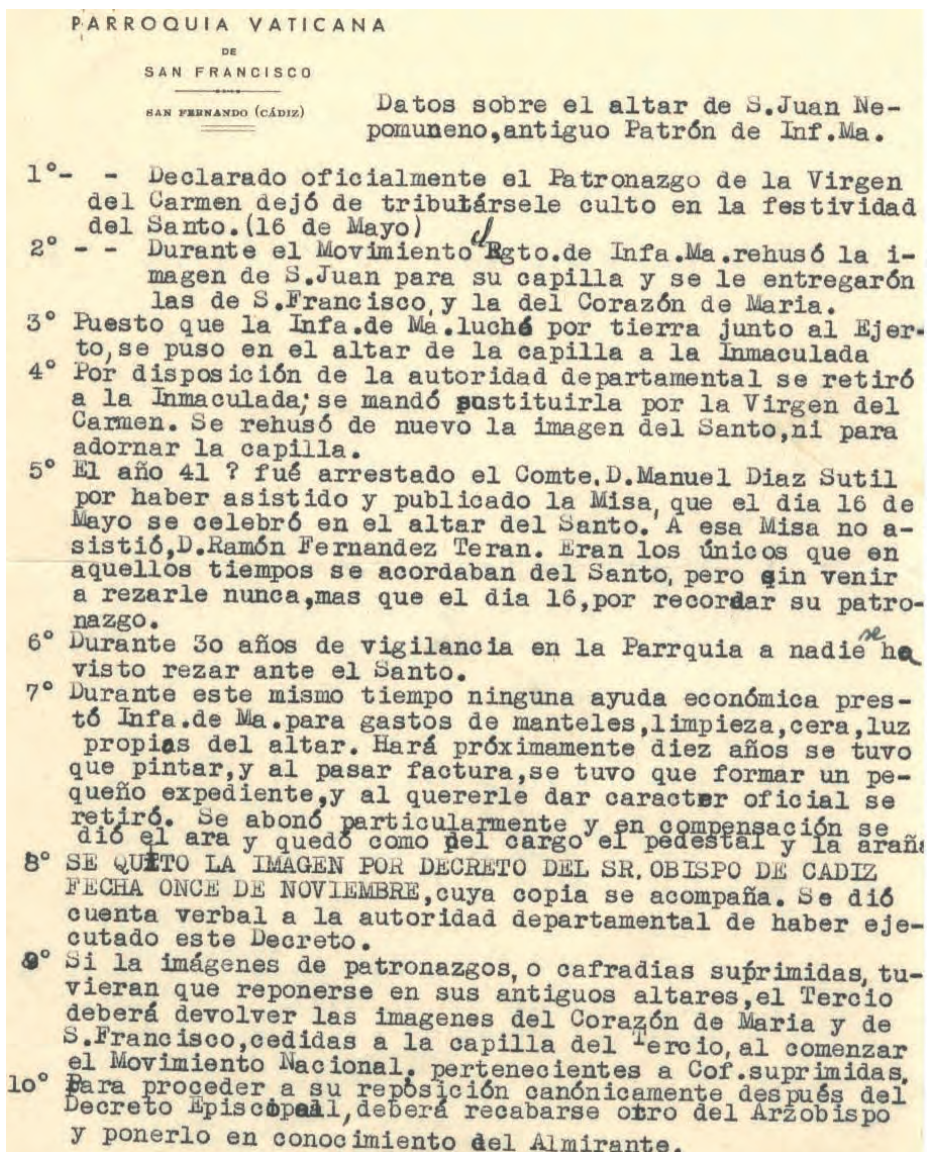 PARROQUIA VATICANA
DE
SAN FRANCISCO
SAN FERNANDO (CÁDIZ)
Datos sobre el altar de S.Juan Ne-
pomuneno,antiguo Patrón de Inf.Ma.
1º- - Declarado oficialmente el Patronazgo de la Virgen
del Carmen dejó de tributársele culto en la festividad
del Santo.(16 de Mayo)
2º - - Durante el Movimiento el Rgto.de Infa.Ma.rehusó la i-
magen de S.Juan para su capilla y se le entregarón
las de S.Francisco, y la del Corazón de Maria.
3º Puesto que la Infa.de Ma.luchó por tierra junto al Ejer-
to, se puso en el altar de la capilla a la Inmaculada
4º Por disposición de la autoridad departamental se retiró
a la Inmaculada; se mandó sustituirla por la Virgen del
Carmen. Se rehusó de nuevo la imagen del Santo,ni para
adornar la capilla.
5º El año 41 ? fué arrestado el Comte.D.Manuel Diaz Sutil
por haber asistido y publicado la Misa, que el dia 16 de
Mayo se celebró en el altar del Santo. A esa Misa no a-
sistió,D.Ramón Fernandez Teran. Eran los únicos que en
aquellos tiempos se acordaban del Santo, pero sin venir
a rezarle nunca,mas que el dia 16,por recordar su patro-
nazgo.
6º Durante 3o años de vigilancia en la Parrquia a nadie se ha
visto rezar ante el Santo.
7º Durante este mismo tiempo ninguna ayuda económica pres-
tó Infa.de Ma.para gastos de manteles,limpieza,cera,luz
propias del altar. Hará próximamente diez años se tuvo
que pintar,y al pasar factura,se tuvo que formar un pe-
queño expediente,y al quererle dar caracter oficial se
retiró. Se abonó particularmente y en compensación se
dió el ara y quedó como del cargo el pedestal y la araña
8º SE QUITO LA IMAGEN POR DECRETO DEL SR.OBISPO DE CADIZ
FECHA ONCE DE NOVIEMBRE,cuya copia se acompaña. Se dió
cuenta verbal a la autoridad departamental de haber eje-
cutado este Decreto.
9º Si la imágenes de patronazgos, o cafradias suprimidas, tu-
vieran que reponerse en sus antiguos altares,el Tercio
deberá devolver las imagenes del Corazón de Maria y de
S.Francisco,cedidas a la capilla del Tercio, al comenzar
el Movimiento Nacional, pertenecientes a Cof.suprimidas.
1oº Para proceder a su reposición canónicamente después del
Decreto Episcopal, deberá recabarse otro del Arzobispo
y ponerlo en conocimiento del Almirante.